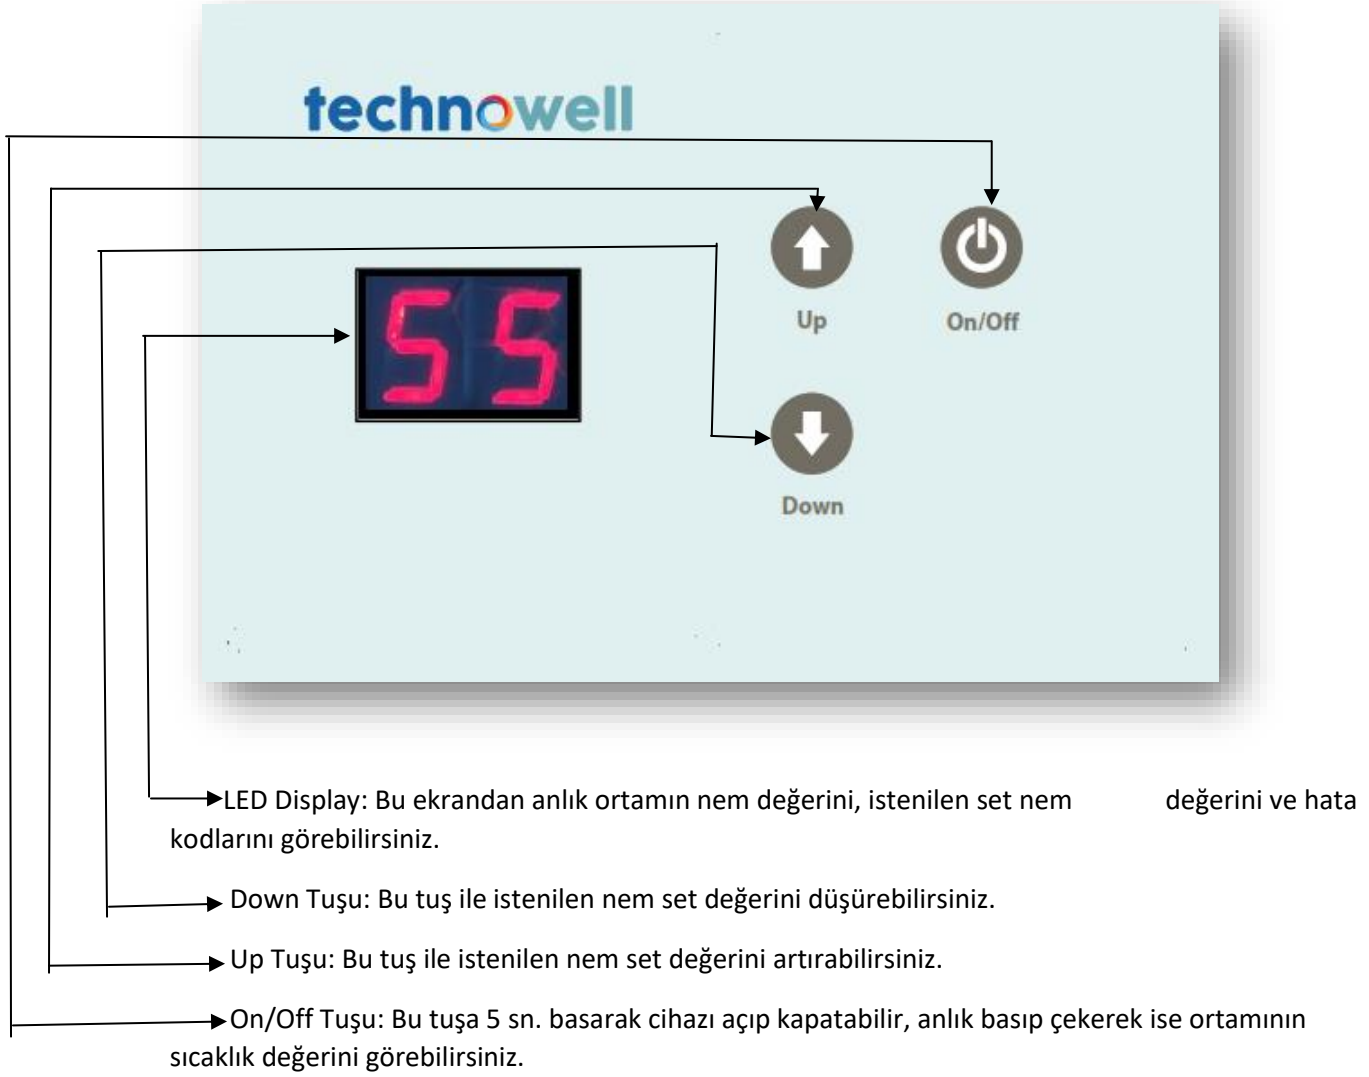 technowell
55
Up
On/Off
Down
LED Display: Bu ekrandan anlık ortamın nem değerini, istenilen set nem değerini ve hata
kodlarını görebilirsiniz.
Down Tuşu: Bu tuş ile istenilen nem set değerini düşürebilirsiniz.
Up Tuşu: Bu tuş ile istenilen nem set değerini artırabilirsiniz.
On/Off Tuşu: Bu tuşa 5 sn. basarak cihazı açıp kapatabilir, anlık basıp çekerek ise ortamının
sıcaklık değerini görebilirsiniz.